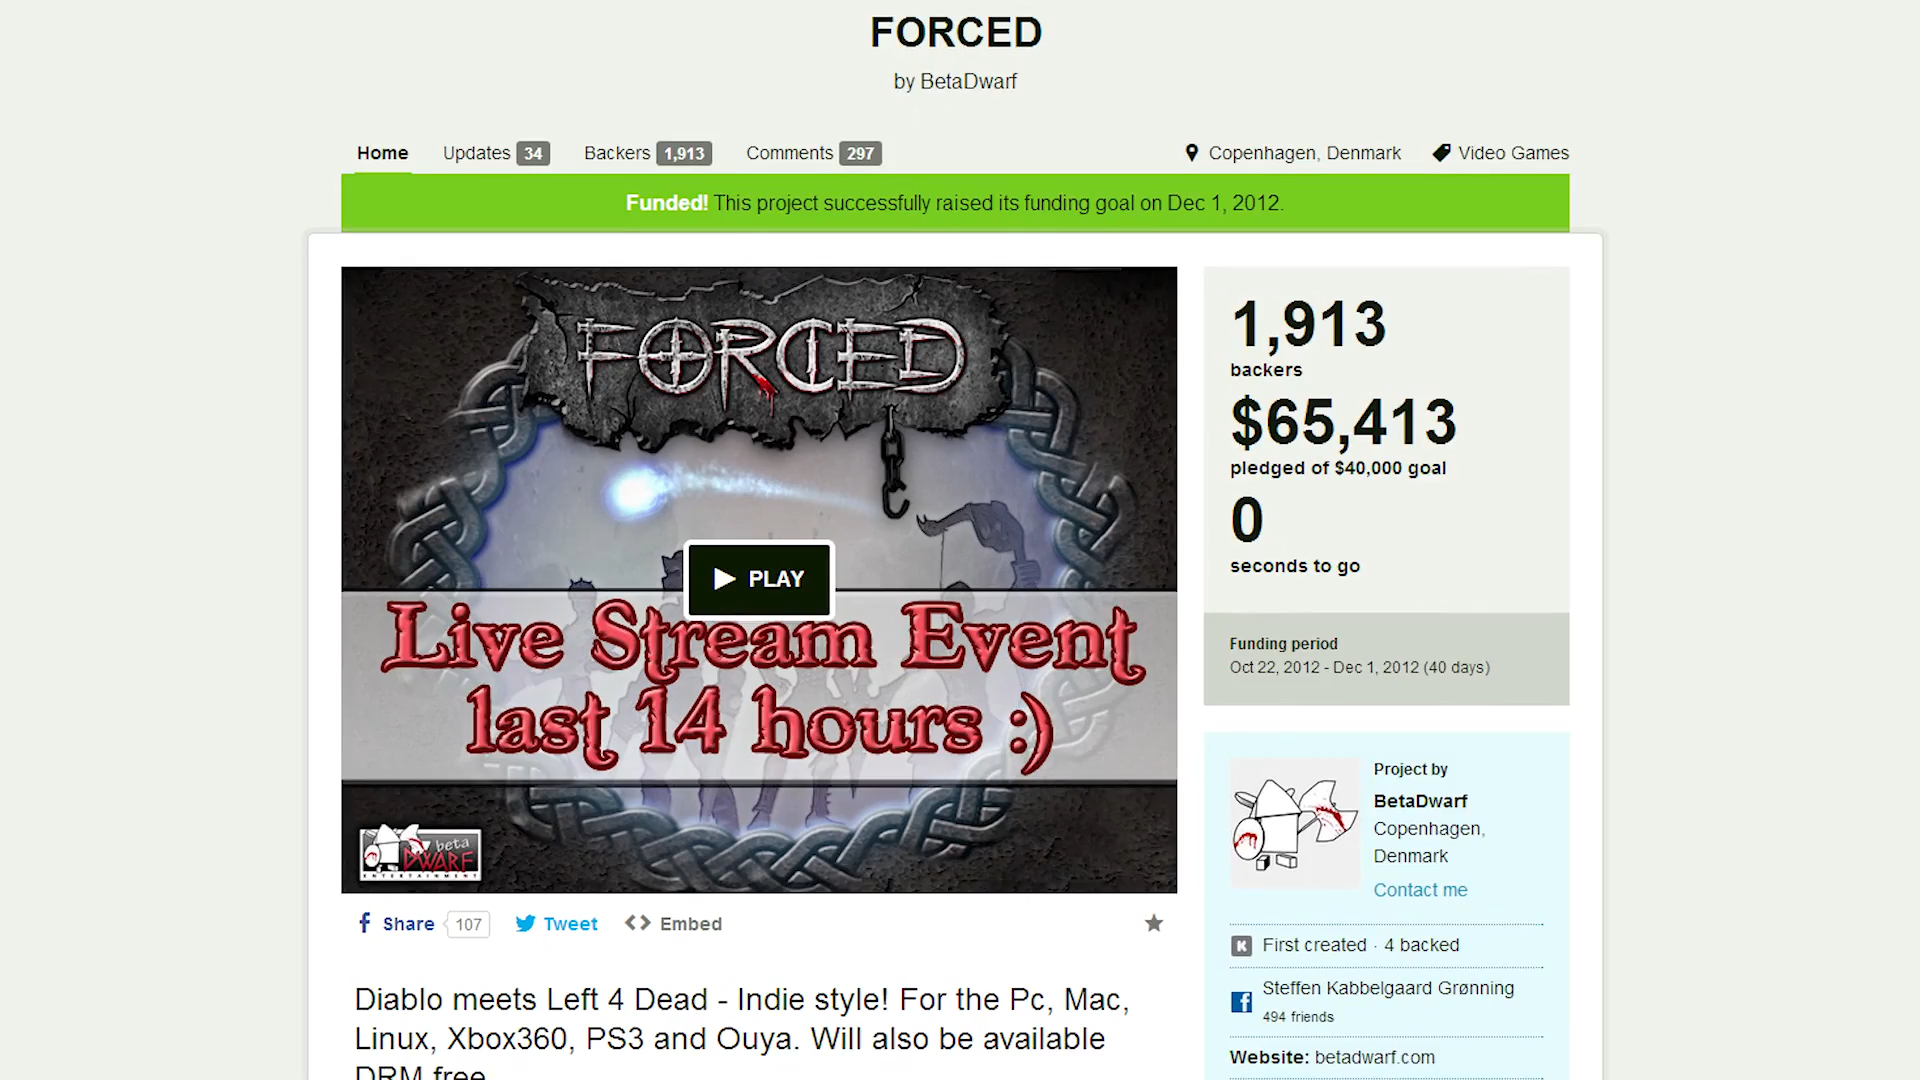 FORCED
by BetaDwarf
Home Updates 34 Backers 1,913 Comments 297 Copenhagen, Denmark Video Games
Funded! This project successfully raised its funding goal on Dec 1, 2012.
FORCED
PLAY
Live Stream Event
last 14 hours :)
beta
DWARF
ENTERTAINMENT
1,913
backers
$65,413
pledged of $40,000 goal
0
seconds to go
Funding period
Oct 22, 2012 - Dec 1, 2012 (40 days)
Project by
BetaDwarf
Copenhagen,
Denmark
Contact me
K First created · 4 backed
f Steffen Kabbelgaard Grønning
494 friends
Website: betadwarf.com
f Share 107 Tweet <> Embed
Diablo meets Left 4 Dead - Indie style! For the Pc, Mac,
Linux, Xbox360, PS3 and Ouya. Will also be available
DRM free